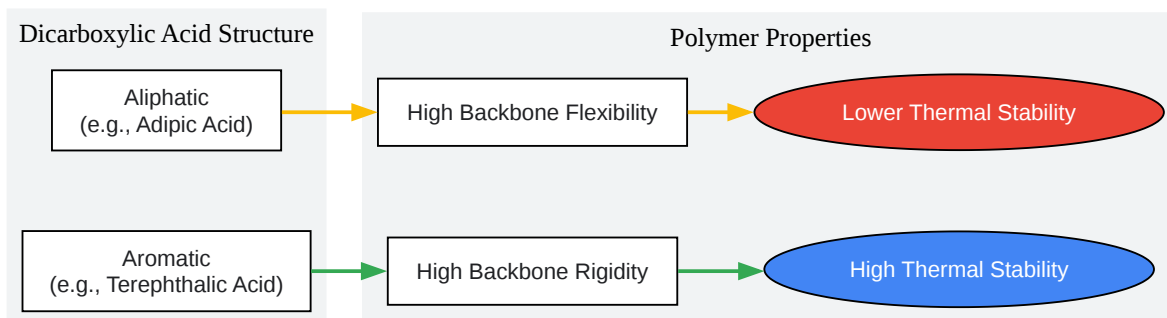 Dicarboxylic Acid Structure
Polymer Properties
Aliphatic
(e.g., Adipic Acid)
High Backbone Flexibility
Lower Thermal Stability
Aromatic
(e.g., Terephthalic Acid)
High Backbone Rigidity
High Thermal Stability